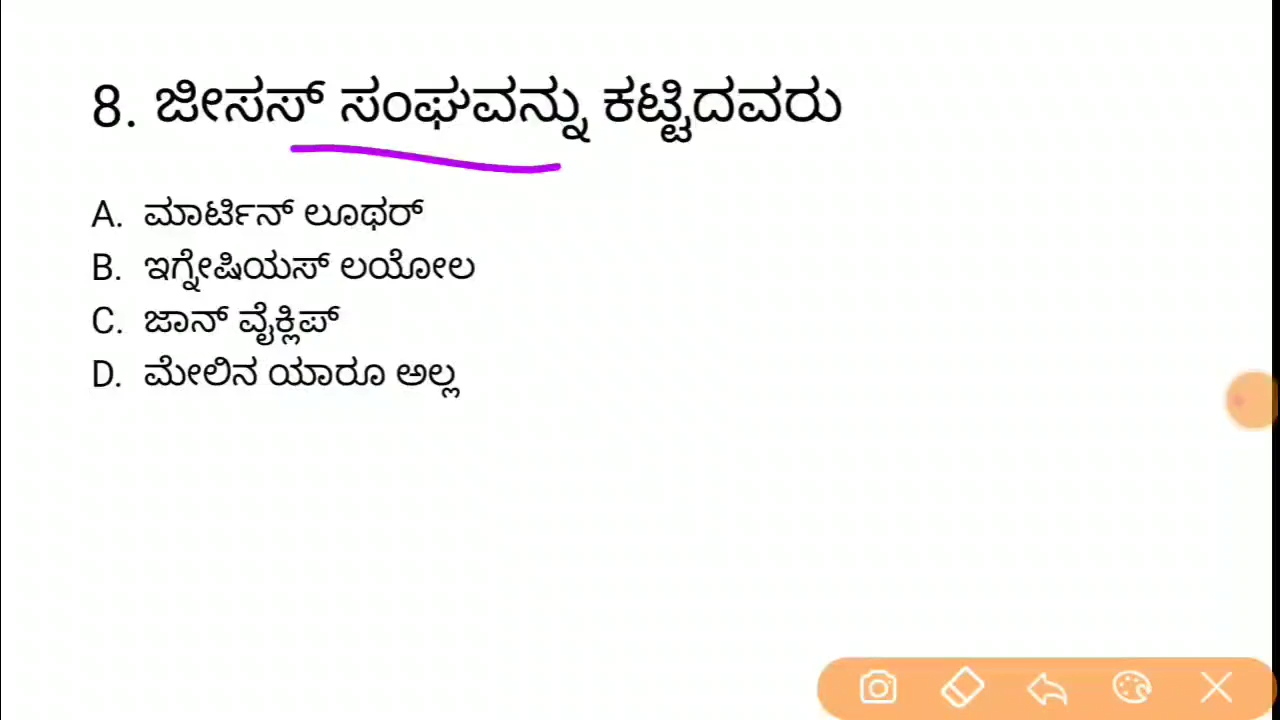 8. ಜೀಸಸ್ ಸಂಘವನ್ನು ಕಟ್ಟಿದವರು
A. ಮಾರ್ಟಿನ್ ಲೂಥರ್
B. ಇಗ್ನೇಷಿಯಸ್ ಲಯೋಲ
C. ಜಾನ್ ವೈಕ್ಲಿಪ್
D. ಮೇಲಿನ ಯಾರೂ ಅಲ್ಲ